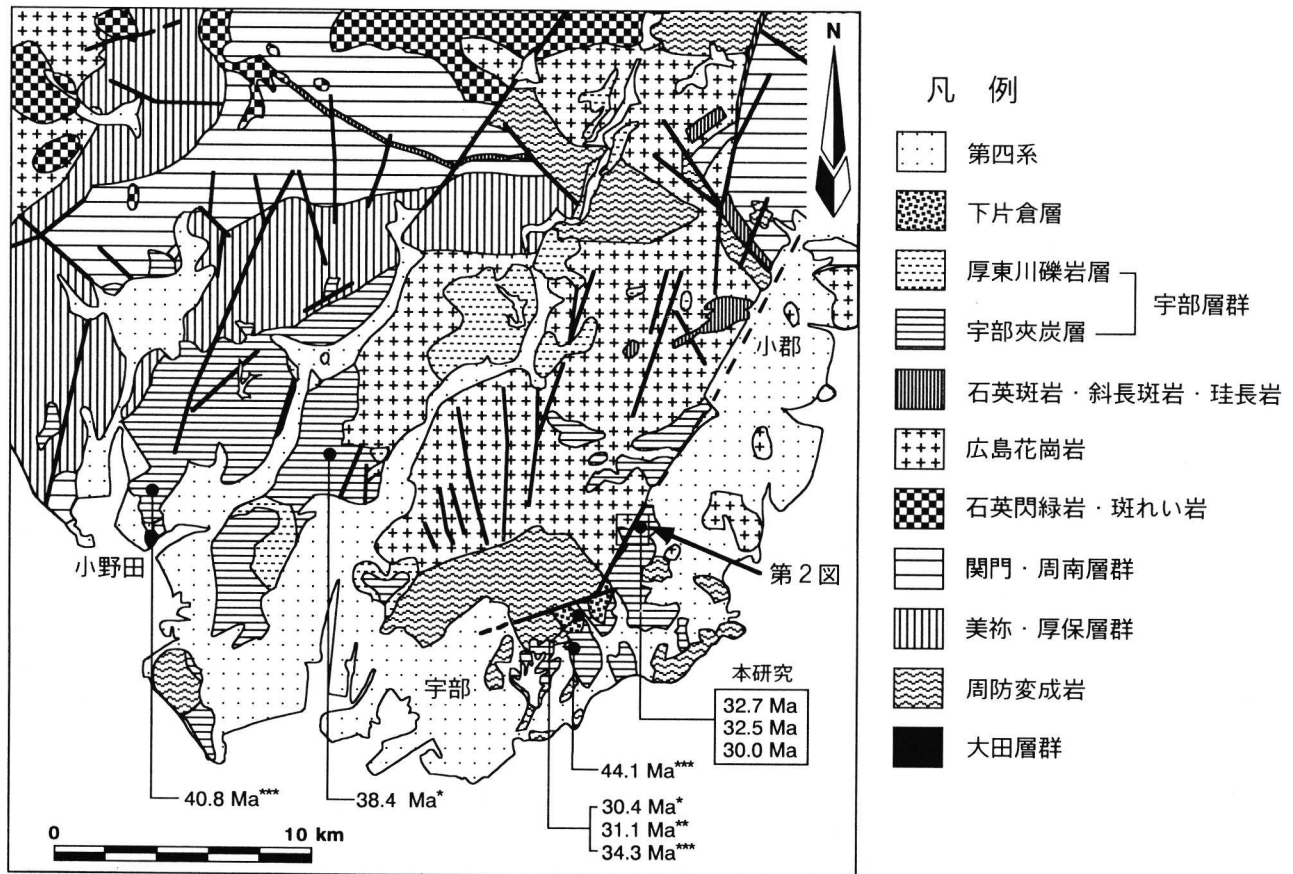 N
小郡
小野田
第2図
宇部
本研究
32.7 Ma
32.5 Ma
30.0 Ma
44.1 Ma***
40.8 Ma***
38.4 Ma*
30.4 Ma*
31.1 Ma**
34.3 Ma***
0 10 km
凡 例
第四系
下片倉層
厚東川礫岩層
宇部夾炭層
宇部層群
石英斑岩・斜長斑岩・珪長岩
広島花崗岩
石英閃緑岩・斑れい岩
関門・周南層群
美祢・厚保層群
周防変成岩
大田層群